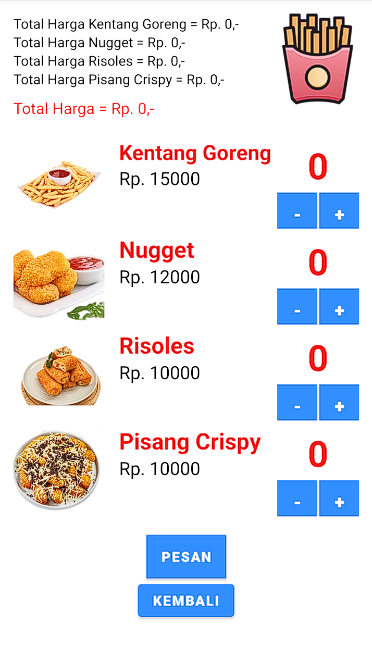 Total Harga Kentang Goreng = Rp. 0,-
Total Harga Nugget = Rp. 0,-
Total Harga Risoles = Rp. 0,-
Total Harga Pisang Crispy = Rp. 0,-
Total Harga = Rp. 0,-
Kentang Goreng
Rp. 15000
0
- +
Nugget
Rp. 12000
0
- +
Risoles
Rp. 10000
0
- +
Pisang Crispy
Rp. 10000
0
- +
PESAN
KEMBALI